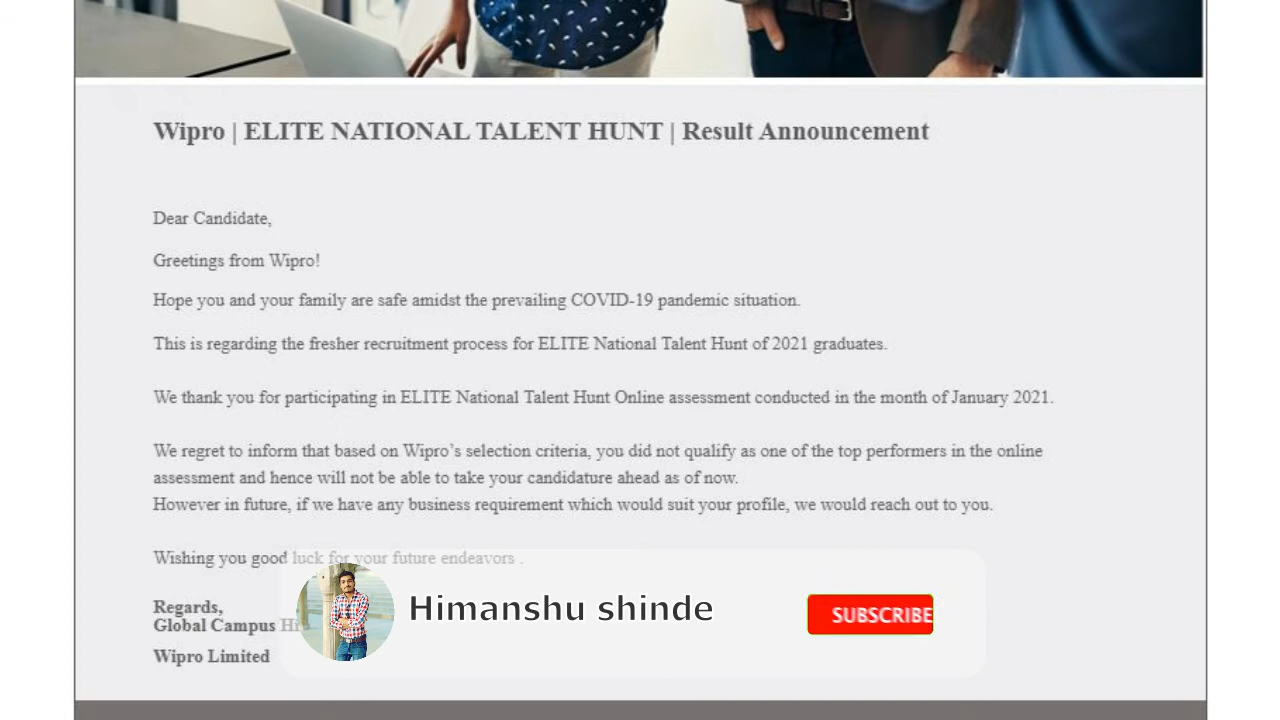 Wipro | ELITE NATIONAL TALENT HUNT | Result Announcement
Dear Candidate,
Greetings from Wipro!
Hope you and your family are safe amidst the prevailing COVID-19 pandemic situation.
This is regarding the fresher recruitment process for ELITE National Talent Hunt of 2021 graduates.
We thank you for participating in ELITE National Talent Hunt Online assessment conducted in the month of January 2021.
We regret to inform that based on Wipro’s selection criteria, you did not qualify as one of the top performers in the online
assessment and hence will not be able to take your candidature ahead as of now.
However in future, if we have any business requirement which would suit your profile, we would reach out to you.
Wishing you good luck for your future endeavors .
Regards,
Global Campus
Wipro Limited
Himanshu shinde
SUBSCRIBE